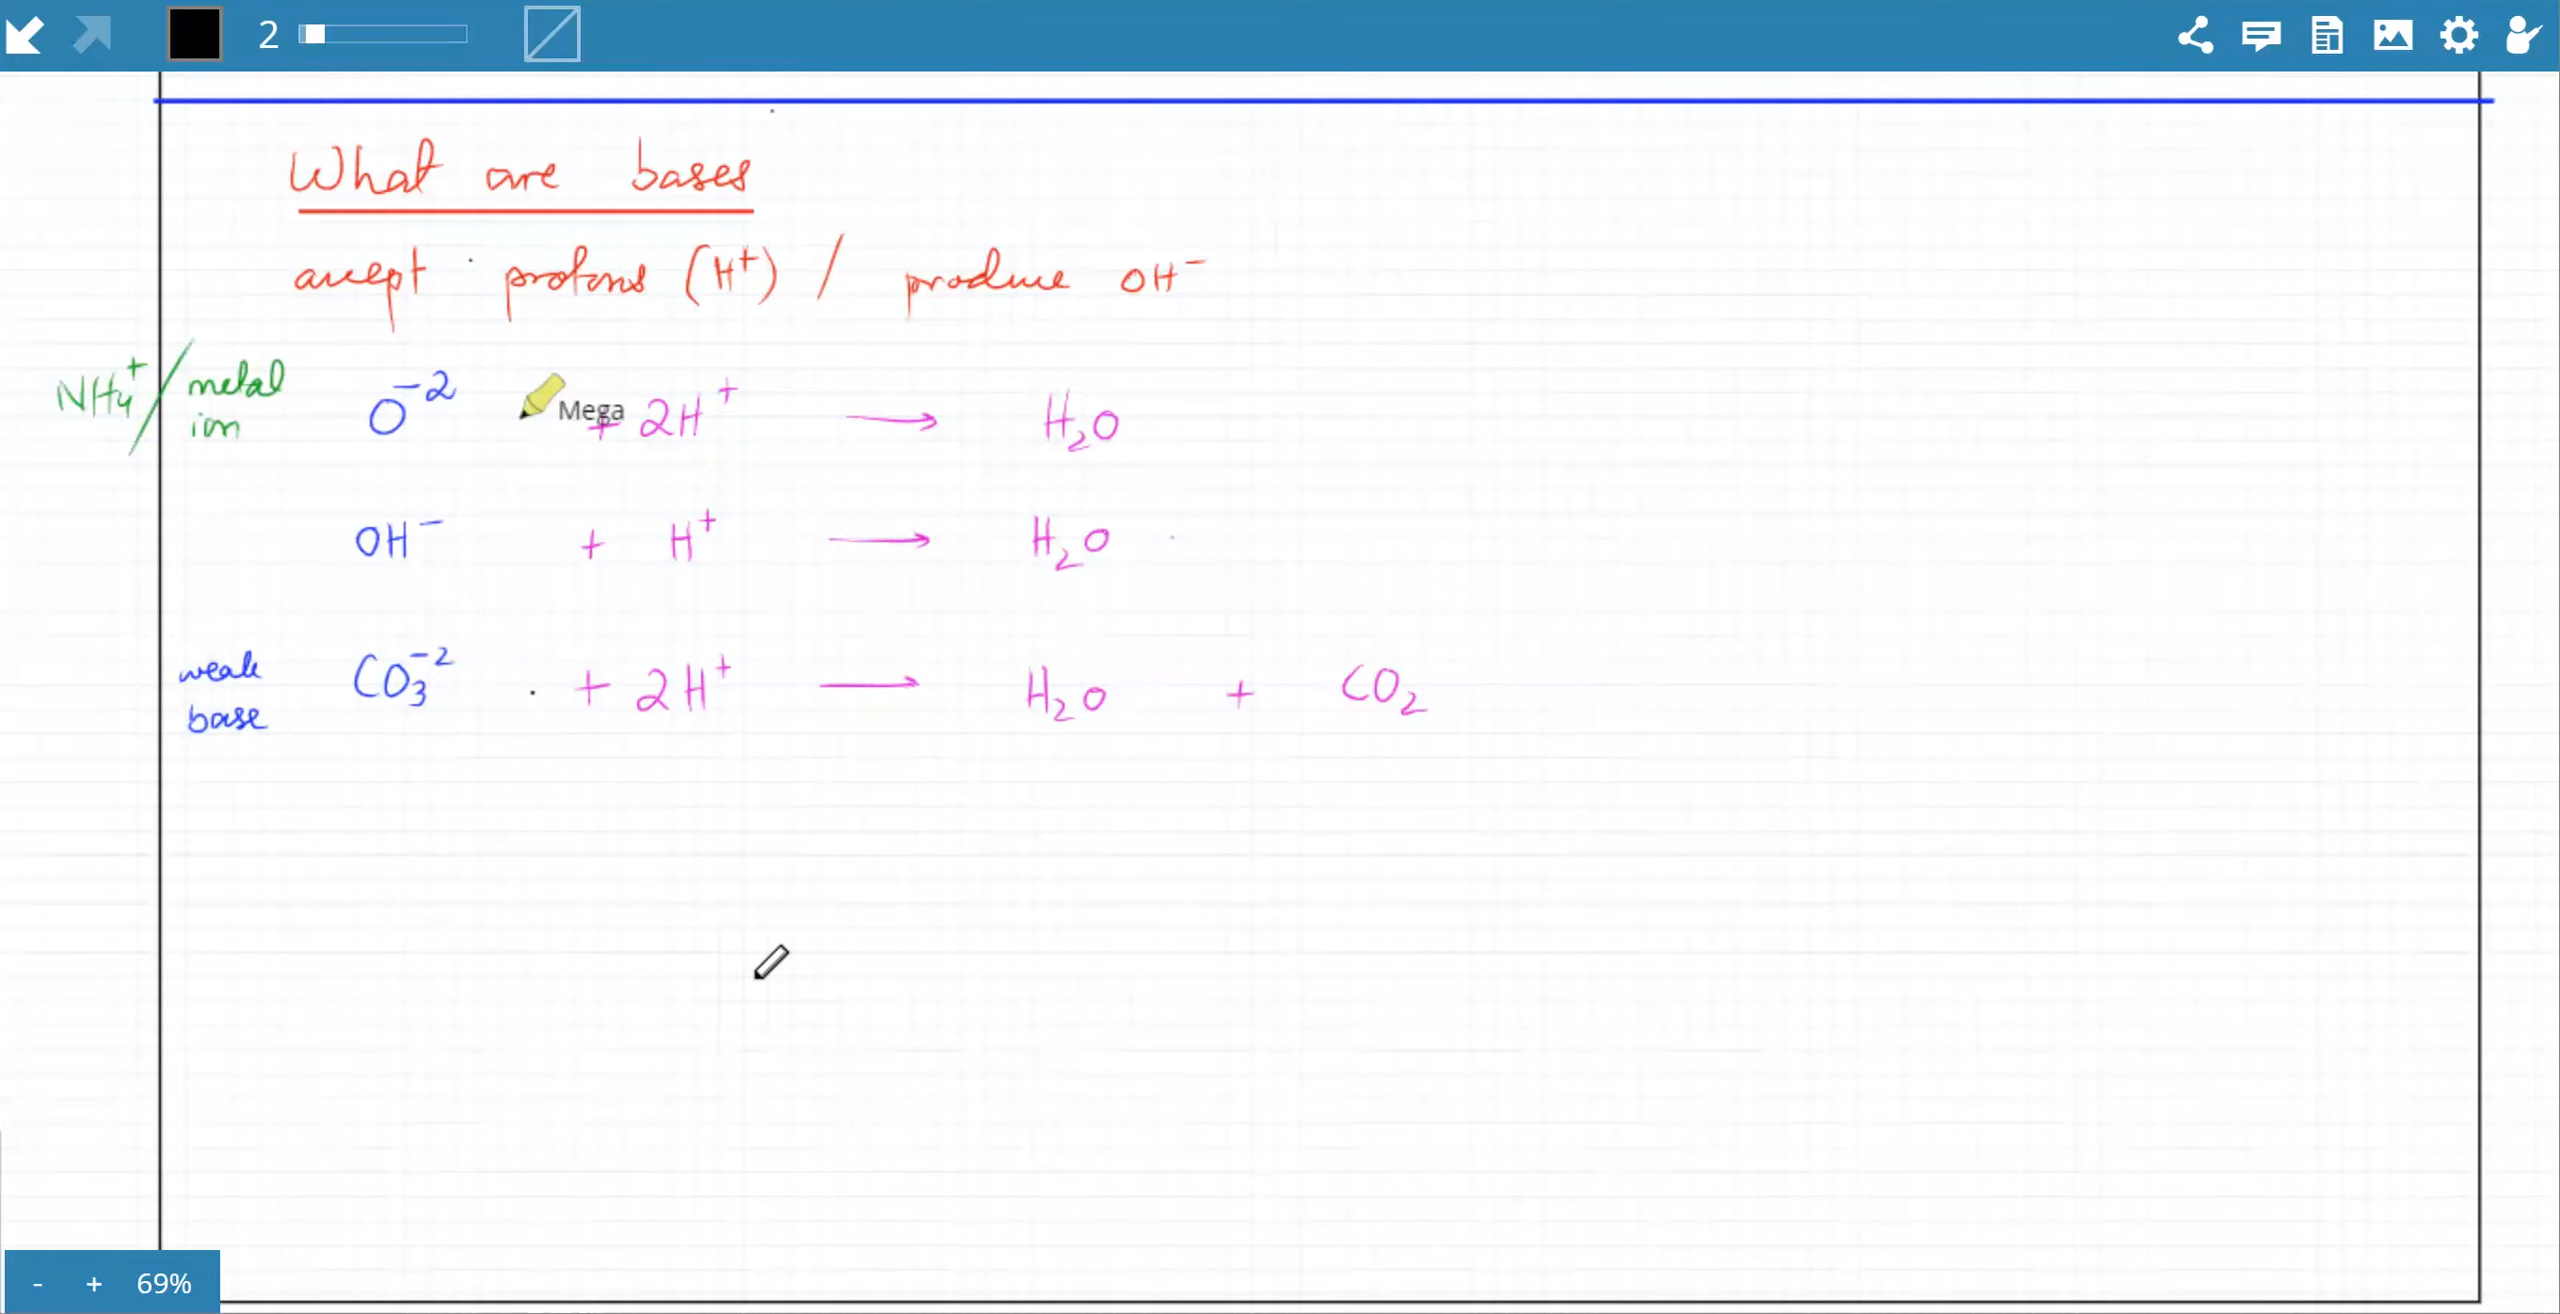 2
What are bases
accept protons (H⁺) / produce OH⁻
NH₄⁺ / metal ion O⁻² + 2H⁺ → H₂O
Mega
OH⁻ + H⁺ → H₂O
weak base CO₃⁻² + 2H⁺ → H₂O + CO₂
- + 69%